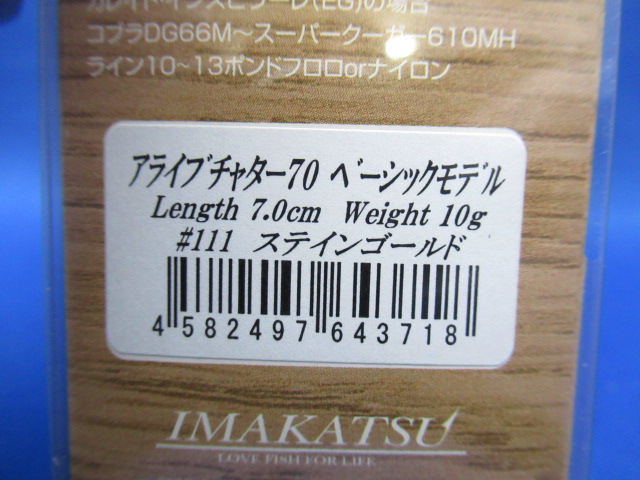 の場合
コブラDG66M～スーパークーガー610MH
ライン10～13ポンドフロロorナイロン
アライブチャター70 ベーシックモデル
Length 7.0cm Weight 10g
#111 ステインゴールド
4 582497 643718
IMAKATSU
LOVE FISH FOR LIFE